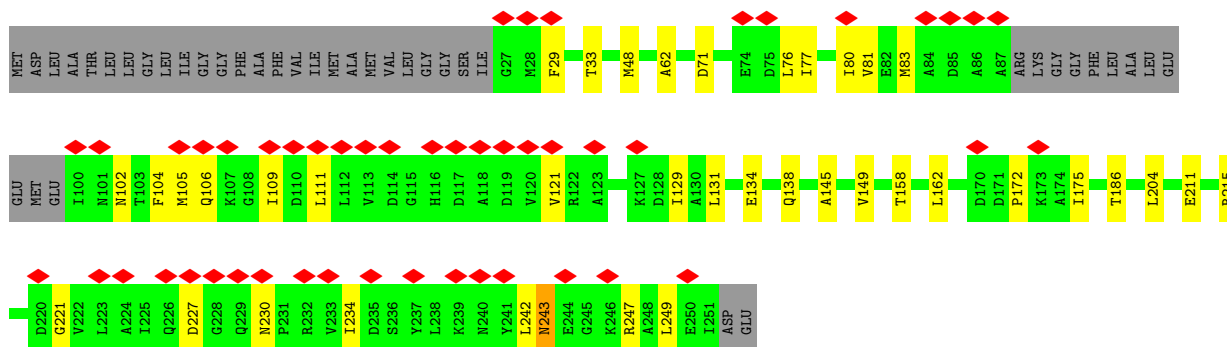 MET ASP LEU ALA THR LEU LEU GLY LEU ILE GLY GLY PHE ALA PHE VAL ILE MET ALA MET VAL LEU GLY GLY SER ILE G27 M28 F29 T33 M48 A62 D71 E74 D75 L76 I77 I80 V81 E82 M83 A84 D85 A86 A87 ARG LYS GLY GLY PHE LEU ALA LEU GLU
GLU MET GLU I100 N101 N102 T103 F104 M105 Q106 K107 G108 I109 D110 L111 L112 V113 D114 G115 H116 D117 A118 D119 V120 V121 R122 A123 K127 D128 I129 A130 L131 E134 Q138 A145 V149 T158 L162 D170 D171 P172 K173 A174 I175 T186 L204 E211 R215
D220 G221 V222 L223 A224 I225 Q226 D227 G228 Q229 N230 P231 R232 V233 I234 D235 S236 Y237 L238 K239 N240 Y241 L242 N243 E244 G245 K246 R247 A248 L249 E250 I251 ASP GLU